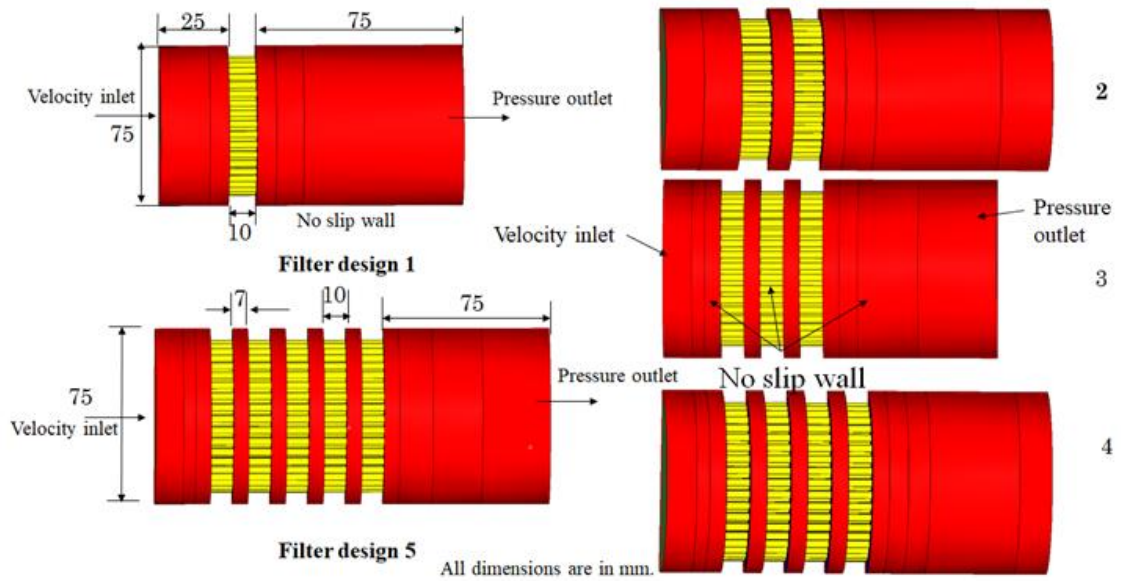 25
75
Velocity inlet
75
Pressure outlet
10
No slip wall
Filter design 1
2
Velocity inlet
Pressure
outlet
3
No slip wall
7
10
75
75
Velocity inlet
Pressure outlet
4
Filter design 5
All dimensions are in mm.